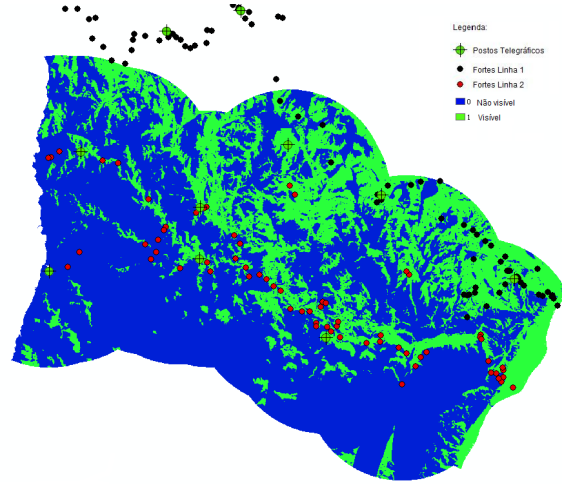 Legenda:
Postos Telegráficos
Fortes Linha 1
Fortes Linha 2
0 Não visível
1 Visível